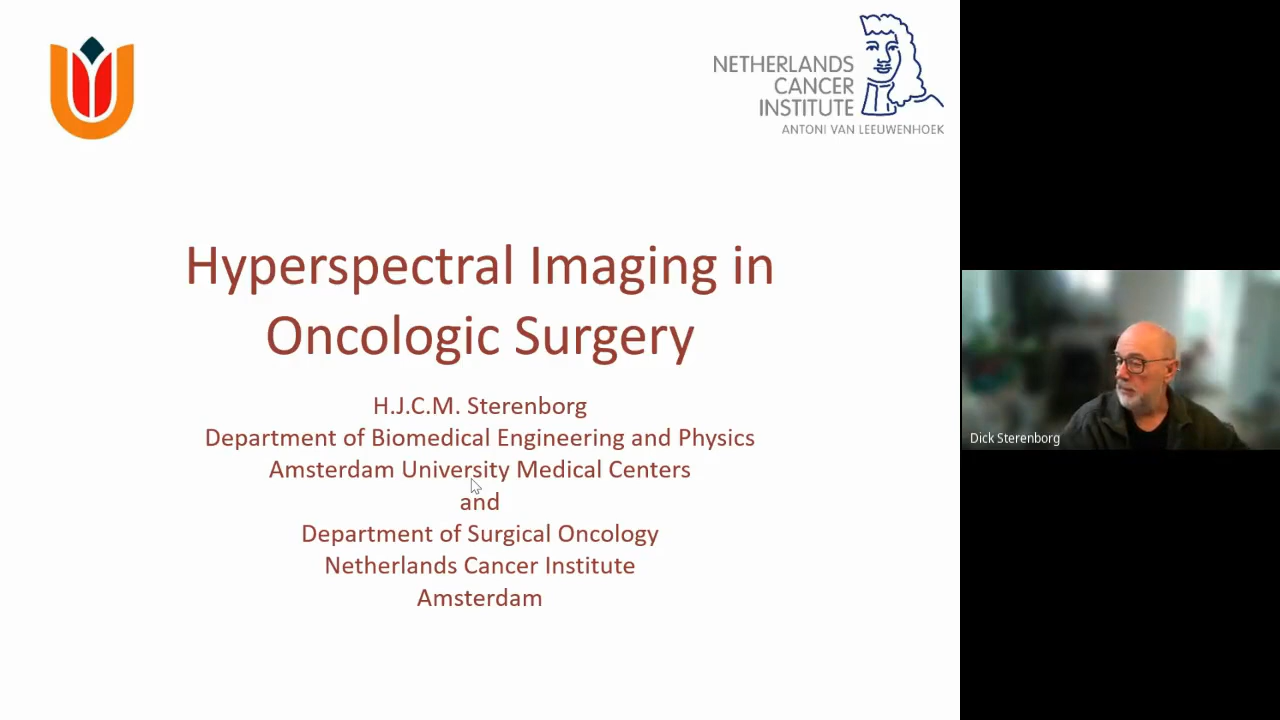 NETHERLANDS
CANCER
INSTITUTE
ANTONI VAN LEEUWENHOEK
Hyperspectral Imaging in
Oncologic Surgery
H.J.C.M. Sterenborg
Department of Biomedical Engineering and Physics
Amsterdam University Medical Centers
and
Department of Surgical Oncology
Netherlands Cancer Institute
Amsterdam
Dick Sterenborg